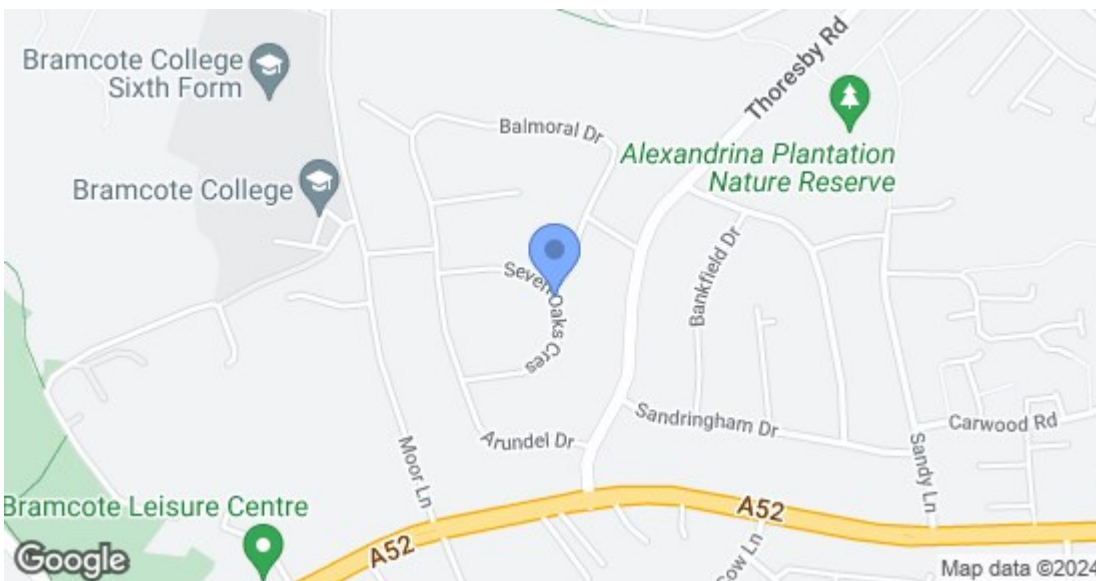 Bramcote College
Sixth Form
Thoresby Rd
Balmoral Dr
Alexandrina Plantation
Nature Reserve
Bramcote College
Bankfield Dr
Seven Oaks Cres
Sandringham Dr
Carwood Rd
Arundel Dr
Moor Ln
Sandy Ln
Bramcote Leisure Centre
A52
A52
Cow Ln
Google
Map data ©2024